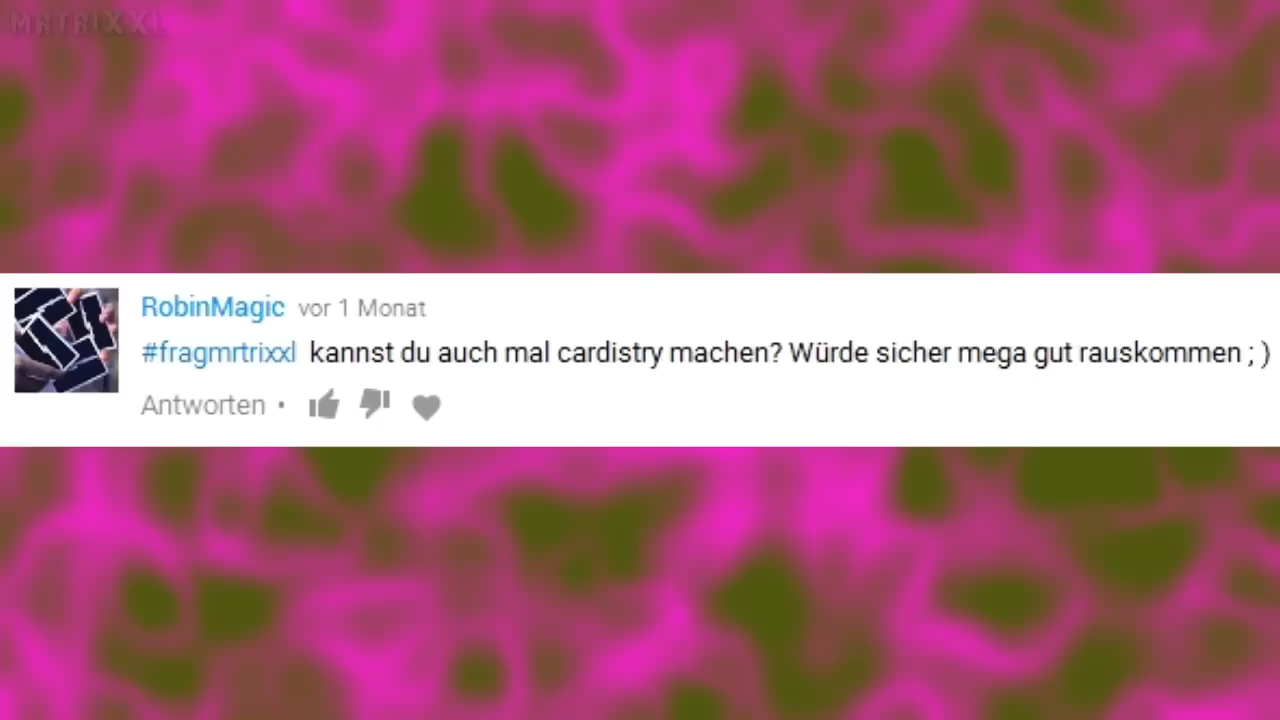 MRTRIXXL
RobinMagic vor 1 Monat
#fragmrtrixxl kannst du auch mal cardistry machen? Würde sicher mega gut rauskommen ; )
Antworten •